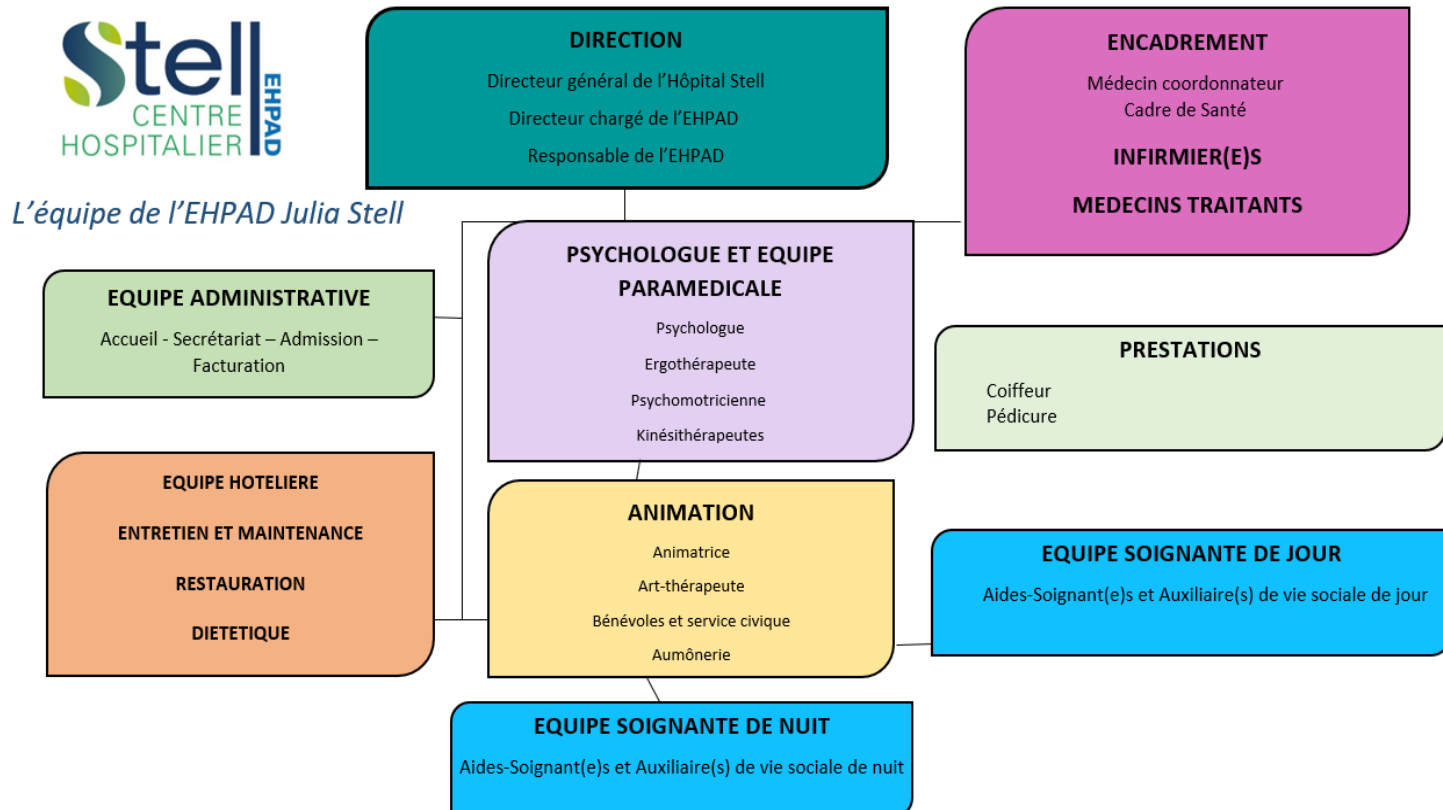 Stell
EHPAD
CENTRE
HOSPITALIER
L’équipe de l’EHPAD Julia Stell
DIRECTION
Directeur général de l’Hôpital Stell
Directeur chargé de l’EHPAD
Responsable de l’EHPAD
ENCADREMENT
Médecin coordonnateur
Cadre de Santé
INFIRMIER(E)S
MEDECINS TRAITANTS
PSYCHOLOGUE ET EQUIPE
PARAMEDICALE
Psychologue
Ergothérapeute
Psychomotricienne
Kinésithérapeutes
EQUIPE ADMINISTRATIVE
Accueil - Secrétariat – Admission –
Facturation
PRESTATIONS
Coiffeur
Pédicure
EQUIPE HOTELIERE
ENTRETIEN ET MAINTENANCE
RESTAURATION
DIETETIQUE
ANIMATION
Animatrice
Art-thérapeute
Bénévoles et service civique
Aumônerie
EQUIPE SOIGNANTE DE JOUR
Aides-Soignant(e)s et Auxiliaire(s) de vie sociale de jour
EQUIPE SOIGNANTE DE NUIT
Aides-Soignant(e)s et Auxiliaire(s) de vie sociale de nuit